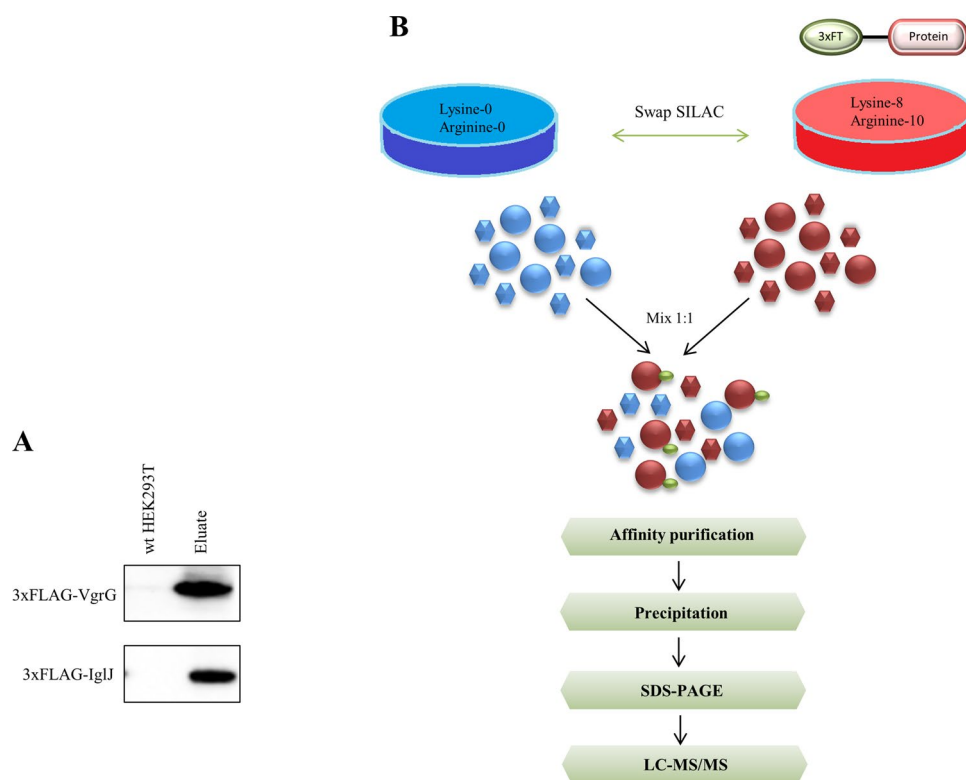 B
3xFT
Protein
Lysine-0
Arginine-0
Swap SILAC
Lysine-8
Arginine-10
Mix 1:1
A
wt HEK293T
Eluate
3xFLAG-VgrG
3xFLAG-IglJ
Affinity purification
Precipitation
SDS-PAGE
LC-MS/MS